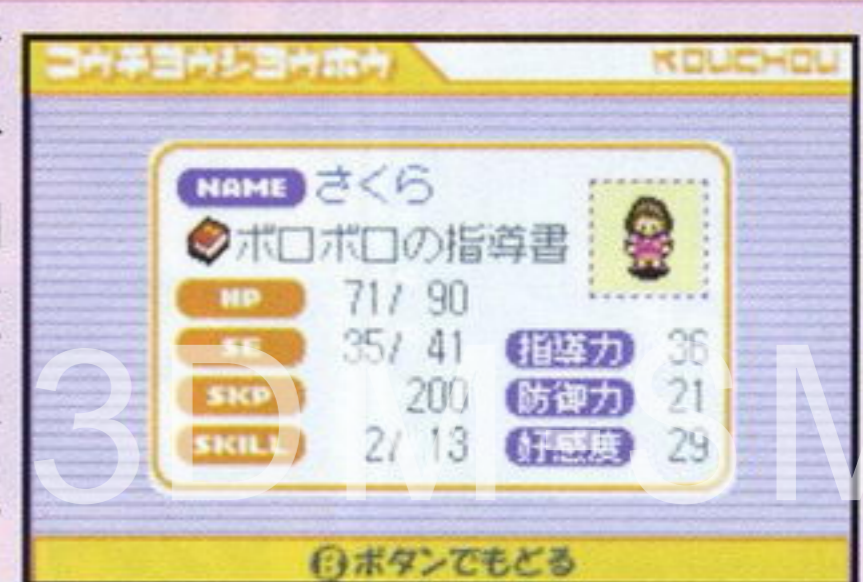 コウチョウジョウホウ KOUCHOU
NAME さくら
ボロボロの指導書
HP 71/ 90
SE 35/ 41 指導力 36
SKP 200 防御力 21
SKILL 2/ 13 好感度 29
Bボタンでもどる
3DM SM